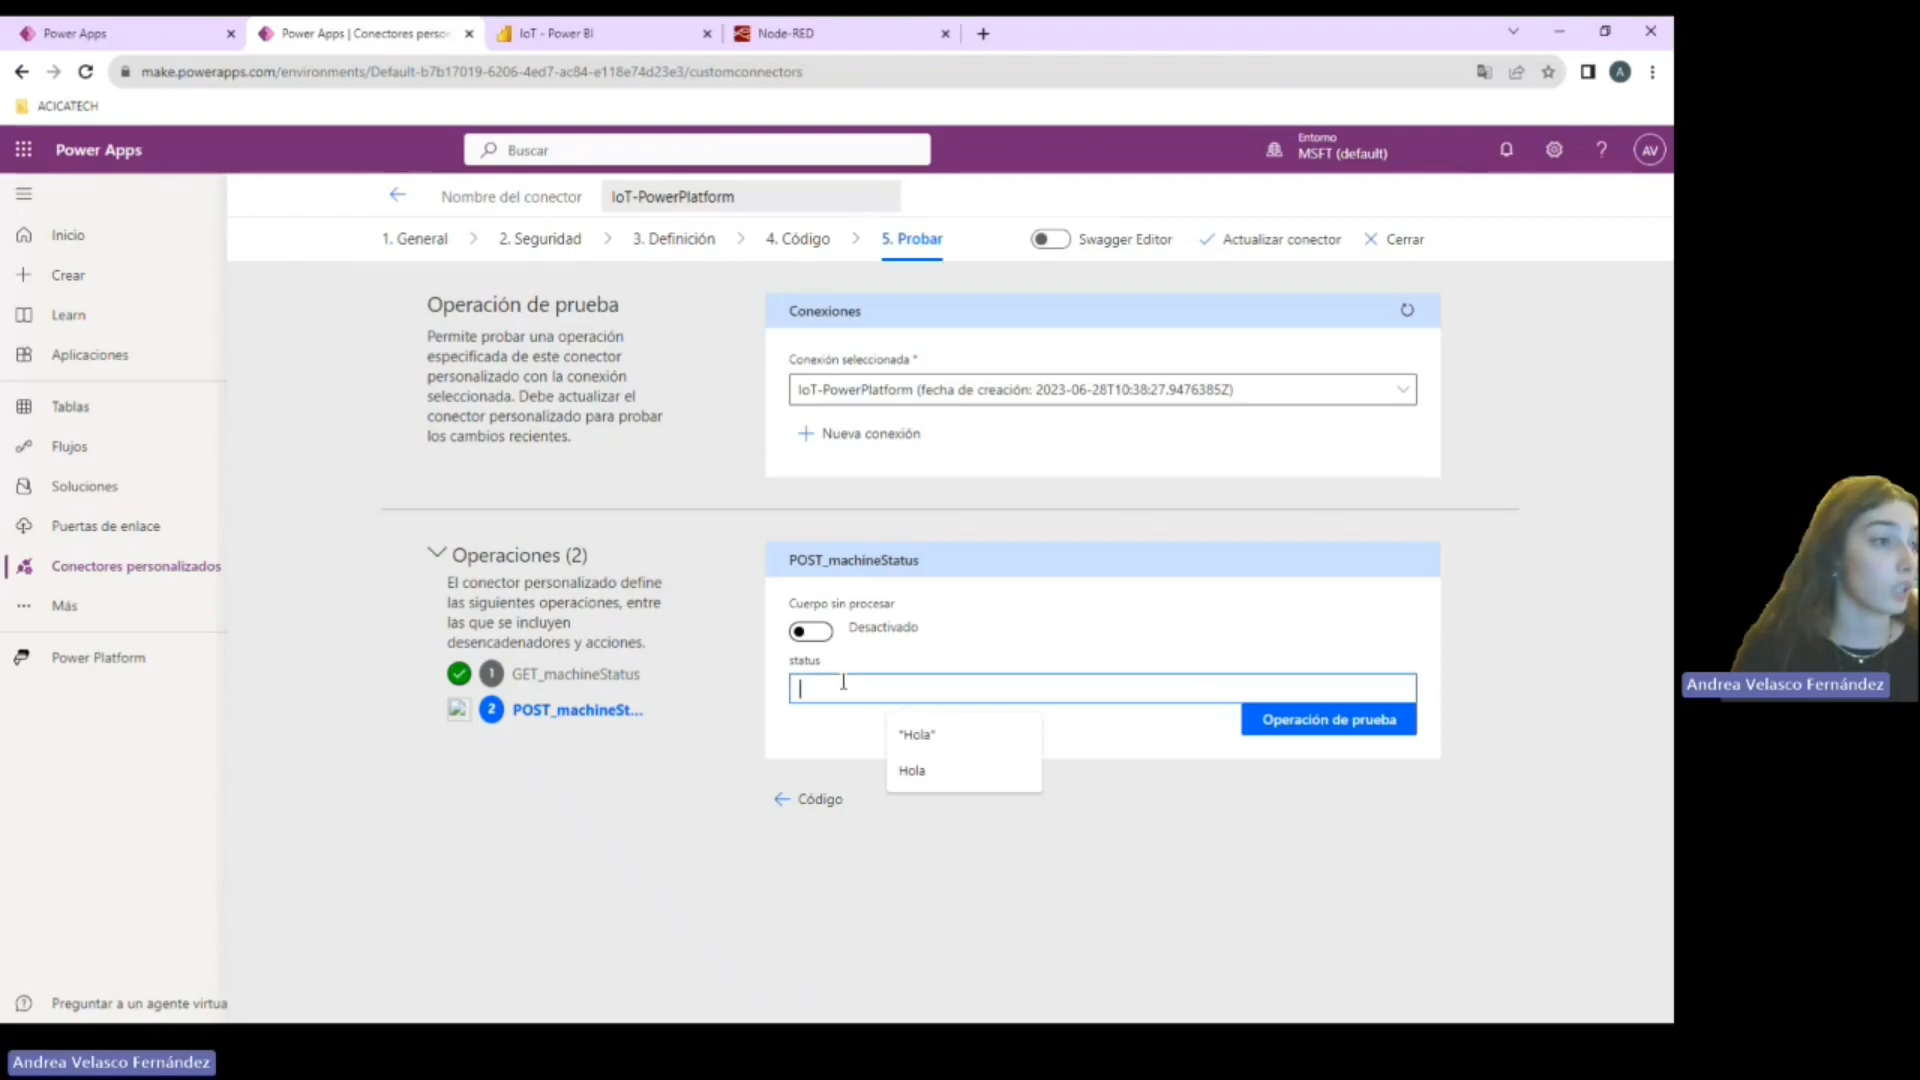 Power Apps
Power Apps | Conectores perso
IoT - Power BI
Node-RED
make.powerapps.com/environments/Default-b7b17019-6206-4ed7-ac84-e118e74d23e3/customconnectors
A
ACICATECH
Power Apps
Buscar
Entorno
MSFT (default)
?
AV
Nombre del conector
IoT-PowerPlatform
1. General
2. Seguridad
3. Definición
4. Código
5. Probar
Swagger Editor
Actualizar conector
Cerrar
Inicio
Crear
Learn
Aplicaciones
Tablas
Flujos
Soluciones
Puertas de enlace
Conectores personalizados
Más
Power Platform
Preguntar a un agente virtua
Operación de prueba
Permite probar una operación
especificada de este conector
personalizado con la conexión
seleccionada. Debe actualizar el
conector personalizado para probar
los cambios recientes.
Conexiones
Conexión seleccionada *
IoT-PowerPlatform (fecha de creación: 2023-06-28T10:38:27.9476385Z)
Nueva conexión
Operaciones (2)
El conector personalizado define
las siguientes operaciones, entre
las que se incluyen
desencadenadores y acciones.
1 GET_machineStatus
2 POST_machineSt...
POST_machineStatus
Cuerpo sin procesar
Desactivado
status
Operación de prueba
"Hola"
Hola
Código
Andrea Velasco Fernández
Andrea Velasco Fernández